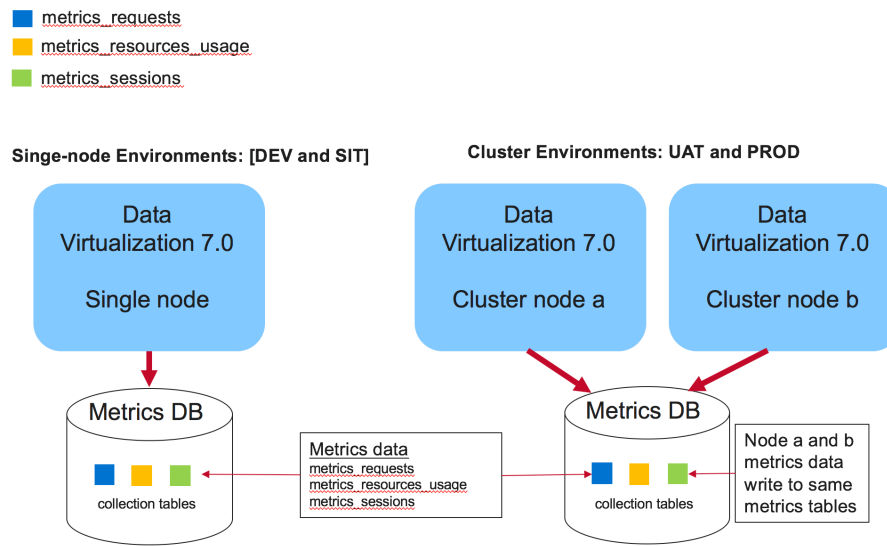 metrics_requests
metrics_resources_usage
metrics_sessions
Singe-node Environments: [DEV and SIT]
Cluster Environments: UAT and PROD
Data
Virtualization 7.0
Single node
Data
Virtualization 7.0
Cluster node a
Data
Virtualization 7.0
Cluster node b
Metrics DB
collection tables
Metrics data
metrics_requests
metrics_resources_usage
metrics_sessions
Metrics DB
collection tables
Node a and b
metrics data
write to same
metrics tables